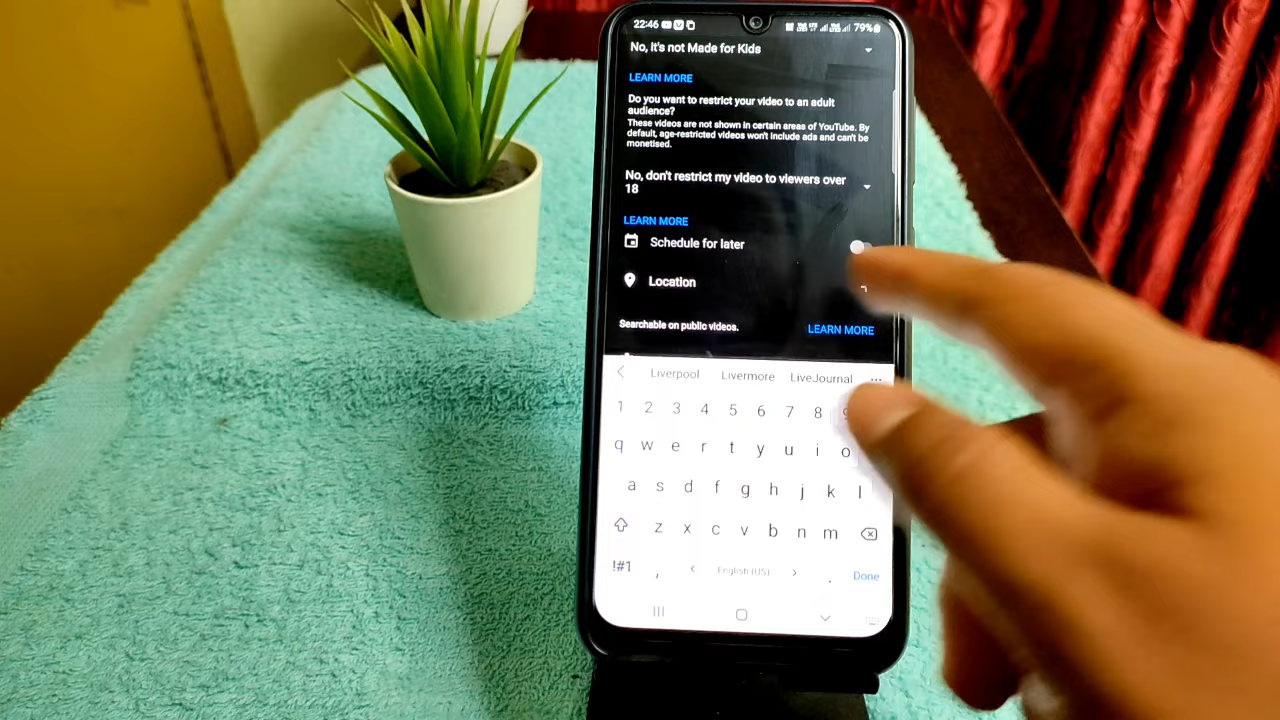 22:46 79%
No, it's not Made for Kids
LEARN MORE
Do you want to restrict your video to an adult
audience?
These videos are not shown in certain areas of YouTube. By
default, age-restricted videos won't include ads and can't be
monetised.
No, don't restrict my video to viewers over
18
LEARN MORE
Schedule for later
Location
Searchable on public videos.
LEARN MORE
Liverpool Livermore LiveJournal ...
1 2 3 4 5 6 7 8 9
q w e r t y u i o
a s d f g h j k l
z x c v b n m
!#1 , < English (US) > . Done